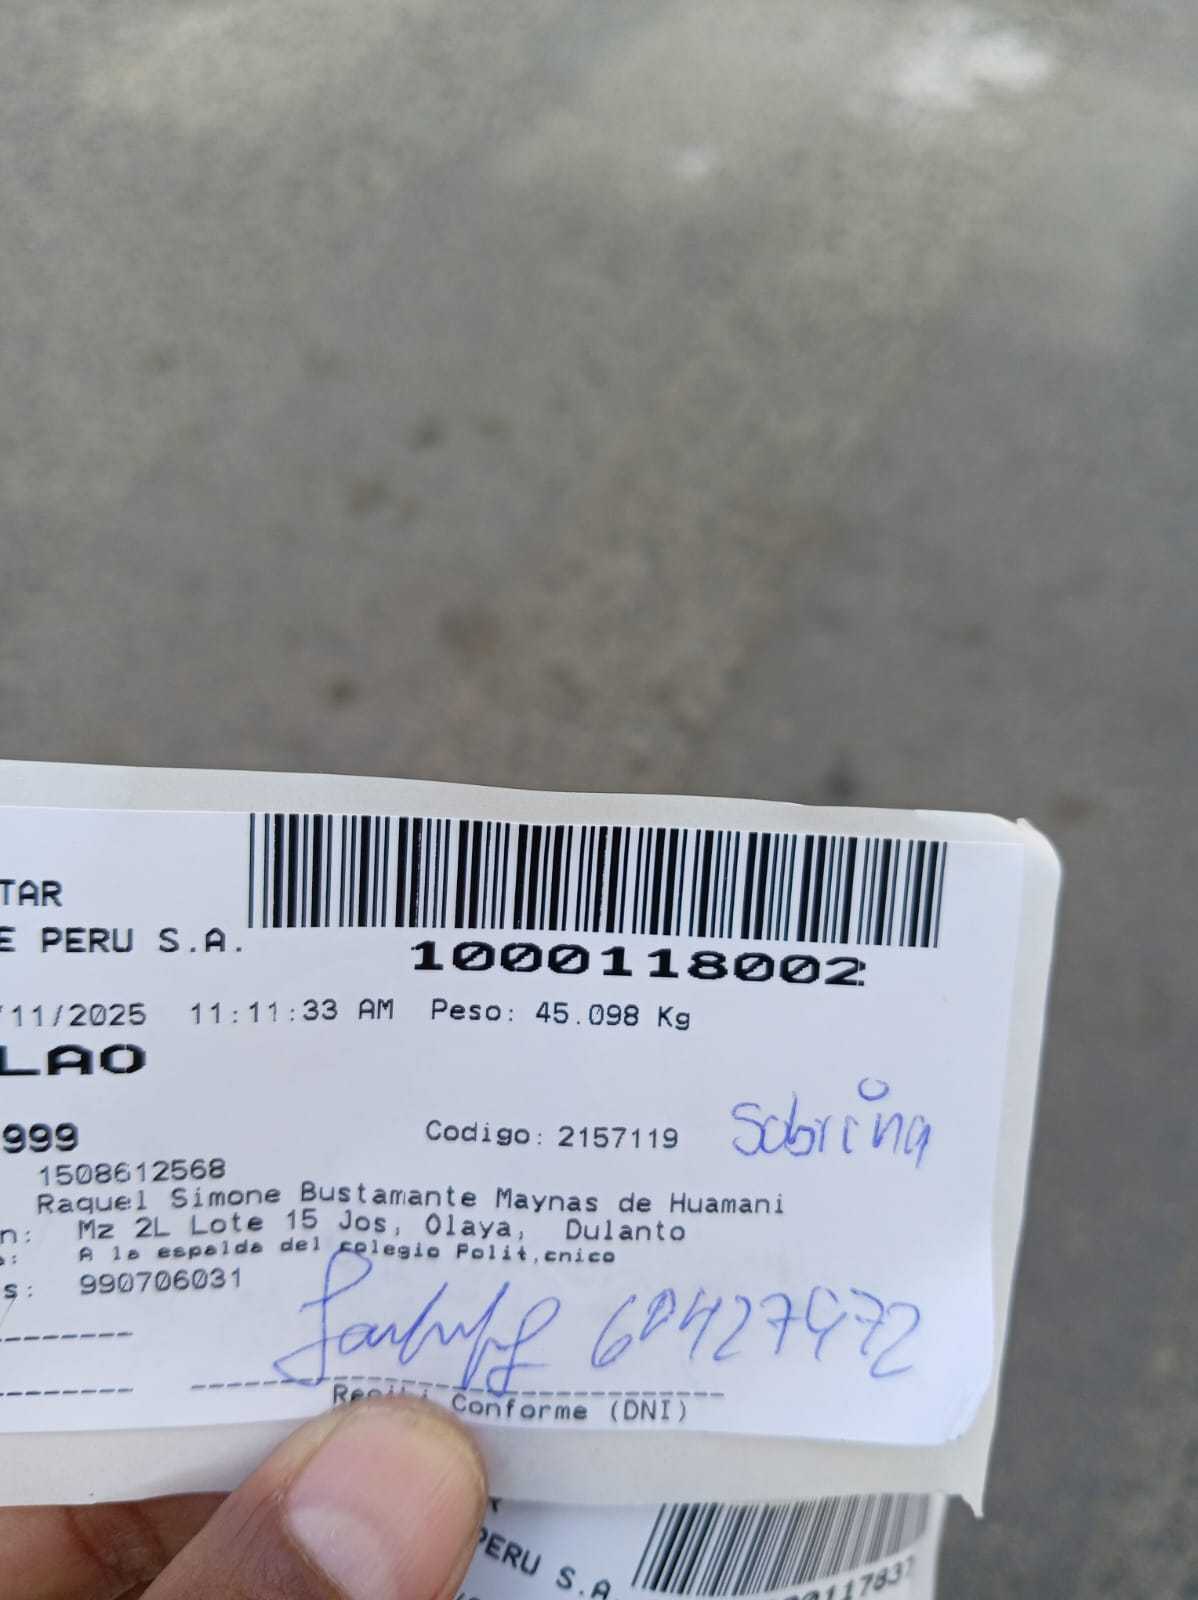 TAR
E PERU S.A.
1000118002
/11/2025 11:11:33 AM Peso: 45.098 Kg
LAO
999
Codigo: 2157119
Sabrina
1508612568
Raquel Simone Bustamante Maynas de Huamani
n: Mz 2L Lote 15 Jos, Olaya, Dulanto
: A la espalda del colegio Polit,cnico
s: 990706031
Recibi Conforme (DNI)
PERU S.A.